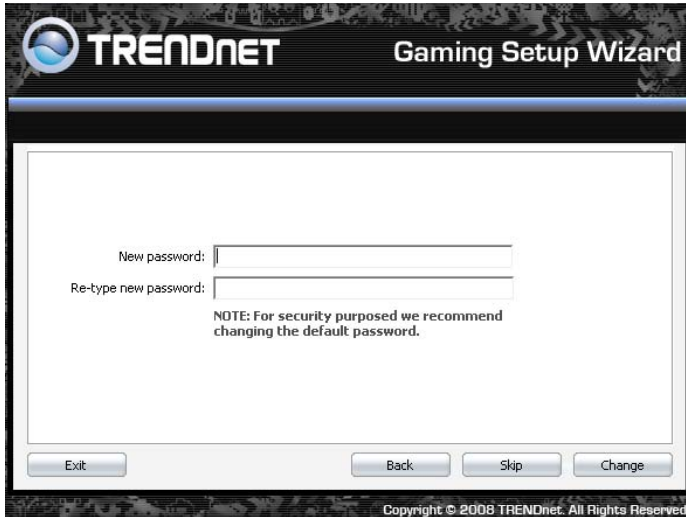 TRENDNET
Gaming Setup Wizard
New password:
Re-type new password:
NOTE: For security purposed we recommend
changing the default password.
Exit
Back
Skip
Change
Copyright © 2008 TRENDnet. All Rights Reserved